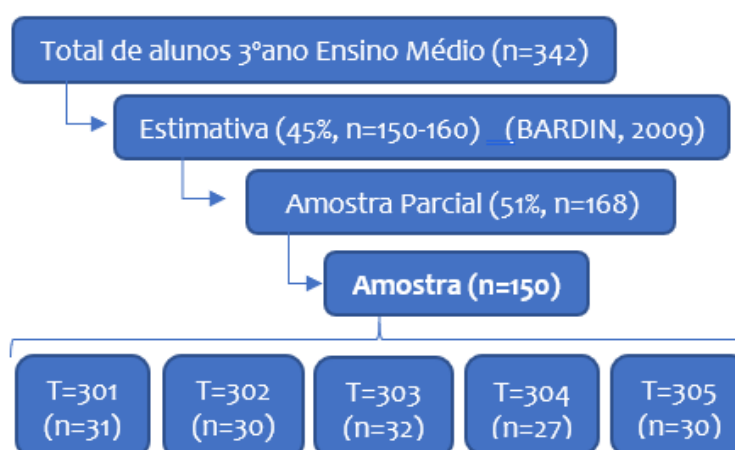 Total de alunos 3ºano Ensino Médio (n=342)
Estimativa (45%, n=150-160) (BARDIN, 2009)
Amostra Parcial (51%, n=168)
Amostra (n=150)
T=301
(n=31)
T=302
(n=30)
T=303
(n=32)
T=304
(n=27)
T=305
(n=30)